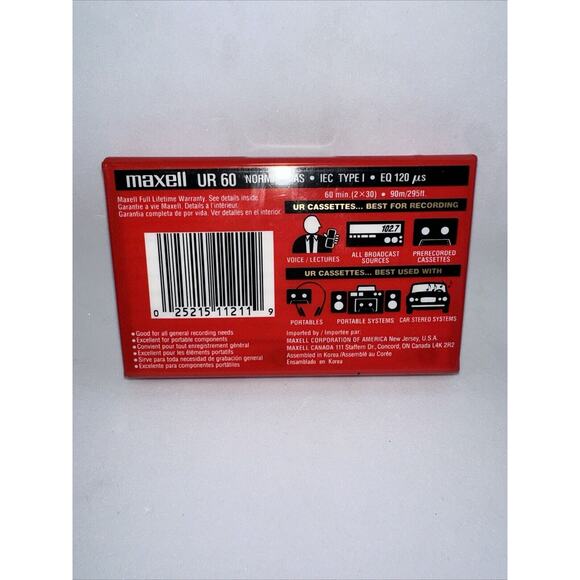 maxell UR 60 NORMAL BIAS • IEC TYPE I • EQ 120 µs
60 min. (2×30) • 90m/295ft.
Maxell Full Lifetime Warranty. See details inside.
Garantie a vie Maxell. Details a l'intérieur.
Garantia completa de por vida. Ver detalles en el interior.
UR CASSETTES... BEST FOR RECORDING
102.7
VOICE / LECTURES
ALL BROADCAST SOURCES
PRERECORDED CASSETTES
UR CASSETTES... BEST USED WITH
PORTABLES
PORTABLE SYSTEMS
CAR STEREO SYSTEMS
0 25215 11211 9
• Good for all general recording needs
• Excellent for portable components
• Convient pour tout enregistrement général
• Excellent pour les éléments portatifs
• Sirve para toda necesidad de grabación general
• Excelente para componentes portátiles
Imported by / Importée par:
MAXELL CORPORATION OF AMERICA New Jersey, U.S.A.
MAXELL CANADA 111 Staffern Dr., Concord, ON Canada L4K 2R2
Assembled in Korea/Assemblé au Corée
Ensamblado en Korea